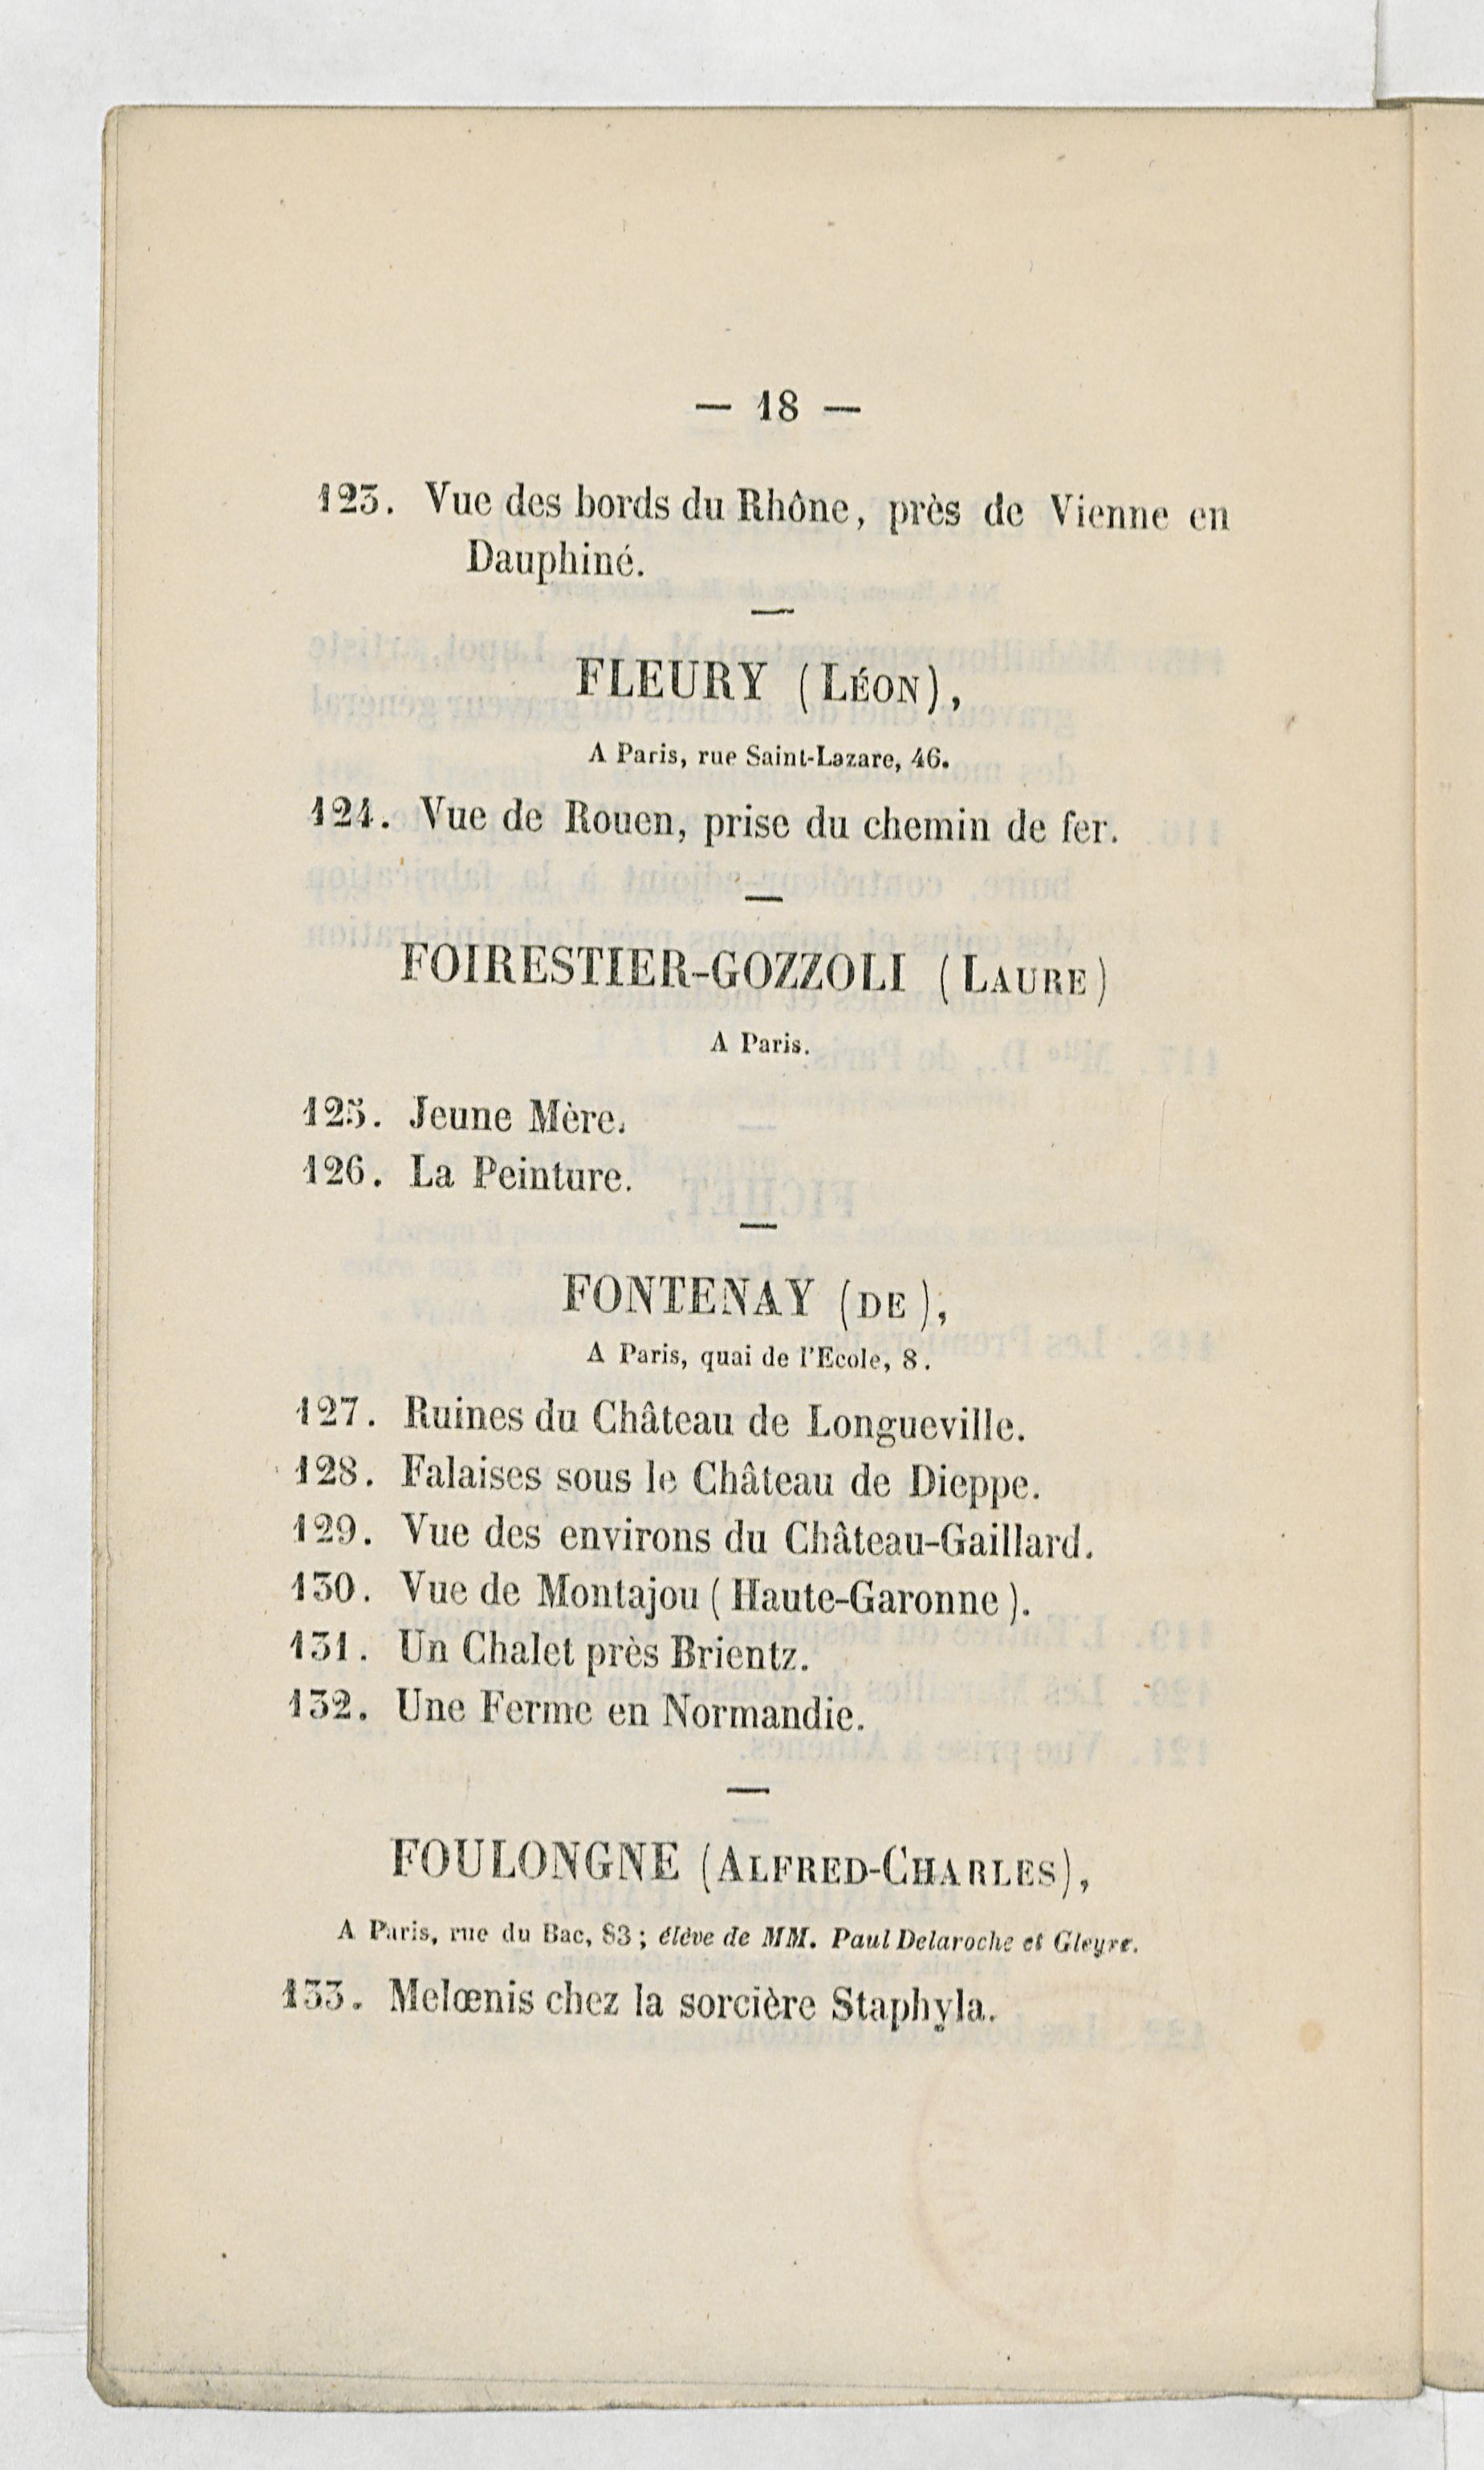 — 18 —
123. Vue des bords du Rhône, près de Vienne en
Dauphiné.
FLEURY (LÉON),
A Paris, rue Saint-Lazare, 46.
124. Vue de Rouen, prise du chemin de fer.
FOIRESTIER-GOZZOLI (LAURE)
A Paris.
125. Jeune Mère.
126. La Peinture.
FONTENAY (DE),
A Paris, quai de l'Ecole, 8.
127. Ruines du Château de Longueville.
128. Falaises sous le Château de Dieppe.
129. Vue des environs du Château-Gaillard.
130. Vue de Montajou (Haute-Garonne).
131. Un Chalet près Brientz.
132. Une Ferme en Normandie.
FOULONGNE (ALFRED-CHARLES),
A Paris, rue du Bac, 83; élève de MM. Paul Delaroche et Gleyre.
133. Melœnis chez la sorcière Staphyla.